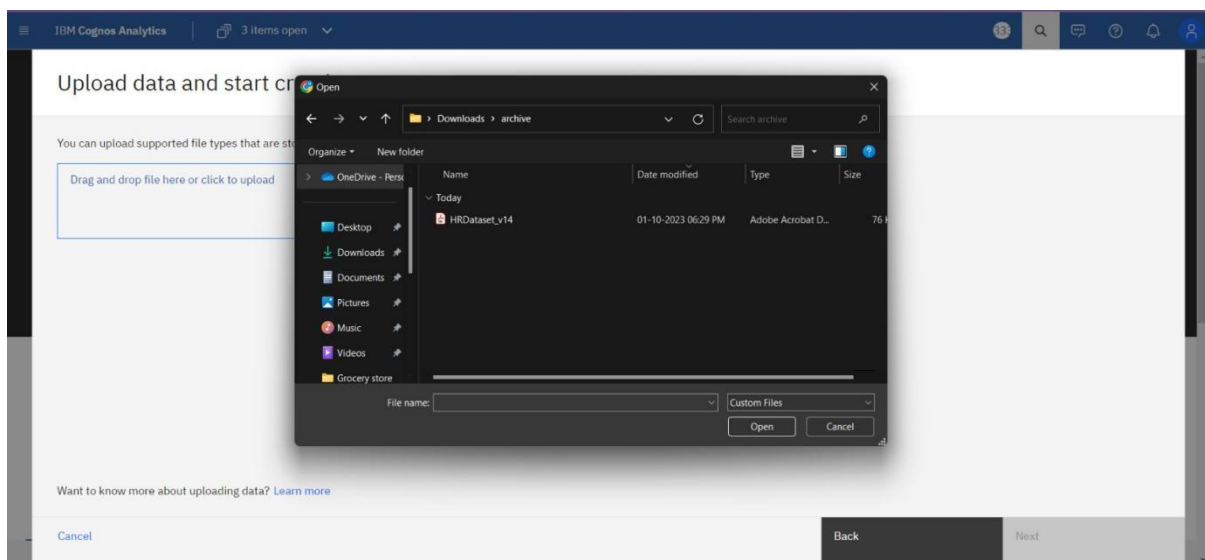 IBM Cognos Analytics
3 items open
33
Upload data and start cr
Open
Downloads > archive
Search archive
You can upload supported file types that are sto
Organize
New folder
Drag and drop file here or click to upload
OneDrive - Perso
Name
Date modified
Type
Size
Today
HRDataset_v14
01-10-2023 06:29 PM
Adobe Acrobat D...
76
Desktop
Downloads
Documents
Pictures
Music
Videos
Grocery store
File name:
Custom Files
Open
Cancel
Want to know more about uploading data? Learn more
Cancel
Back
Next